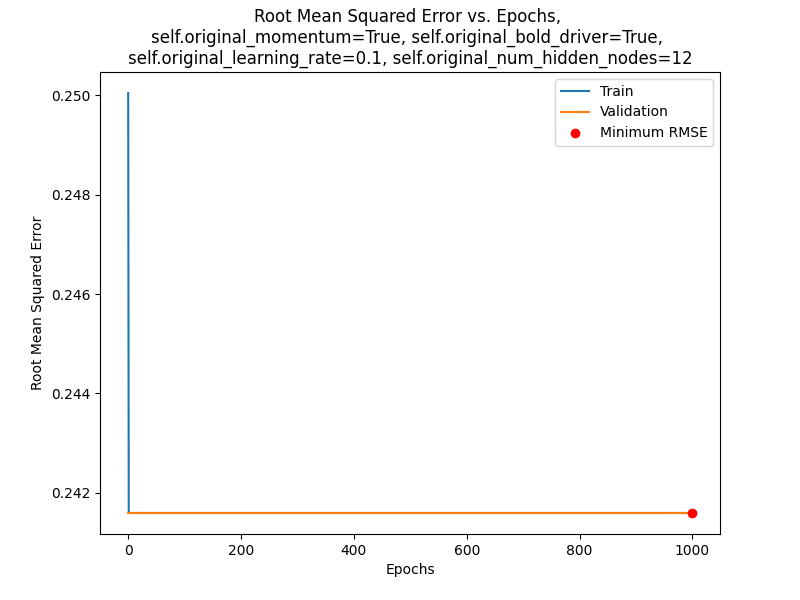 Root Mean Squared Error vs. Epochs,
self.original_momentum=True, self.original_bold_driver=True,
self.original_learning_rate=0.1, self.original_num_hidden_nodes=12
Train
Validation
Minimum RMSE
Root Mean Squared Error
0.250
0.248
0.246
0.244
0.242
0 200 400 600 800 1000
Epochs